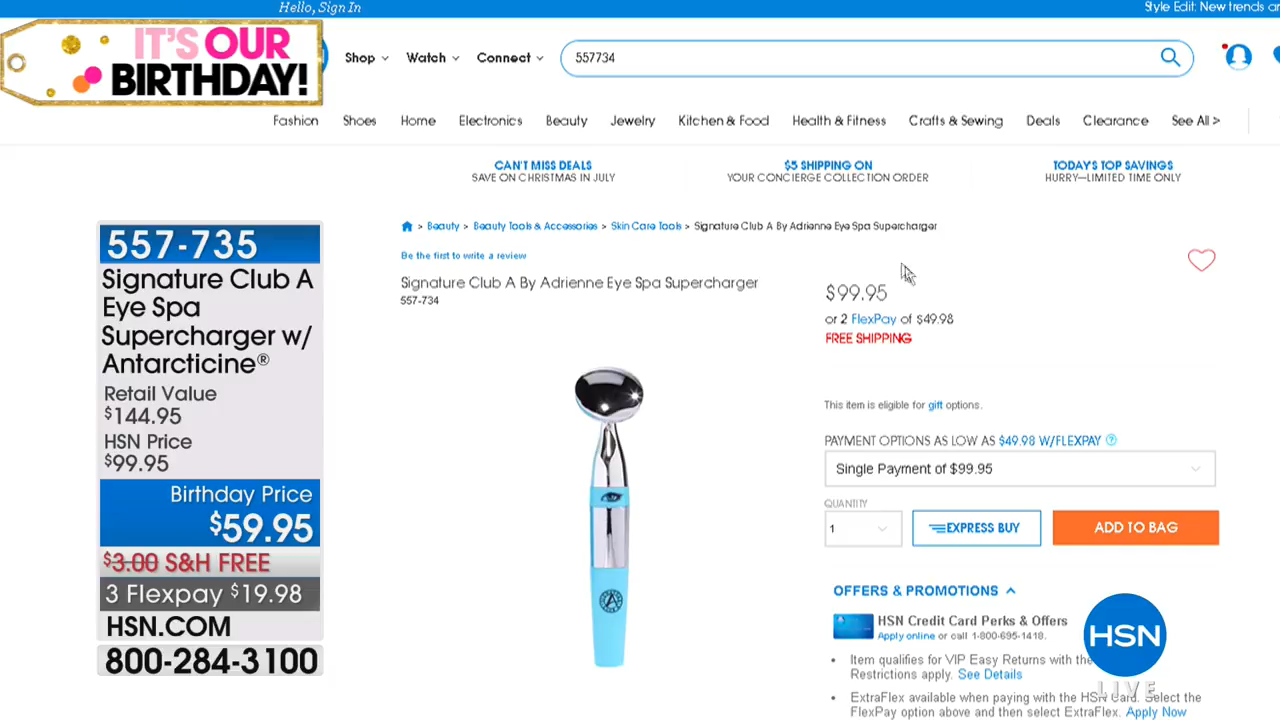 Hello, Sign In
Style Edit: New trends ar
IT'S OUR
BIRTHDAY!
Shop
Watch
Connect
557734
Fashion
Shoes
Home
Electronics
Beauty
Jewelry
Kitchen & Food
Health & Fitness
Crafts & Sewing
Deals
Clearance
See All >
CAN'T MISS DEALS
SAVE ON CHRISTMAS IN JULY
$5 SHIPPING ON
YOUR CONCIERGE COLLECTION ORDER
TODAY'S TOP SAVINGS
HURRY—LIMITED TIME ONLY
> Beauty > Beauty Tools & Accessories > Skin Care Tools > Signature Club A By Adrienne Eye Spa Supercharger
Be the first to write a review
Signature Club A By Adrienne Eye Spa Supercharger
557-734
$99.95
or 2 FlexPay of $49.98
FREE SHIPPING
This item is eligible for gift options.
PAYMENT OPTIONS AS LOW AS $49.98 W/FLEXPAY ?
Single Payment of $99.95
QUANTITY
1
EXPRESS BUY
ADD TO BAG
OFFERS & PROMOTIONS
HSN Credit Card Perks & Offers
Apply online or call 1-800-695-1418.
• Item qualifies for VIP Easy Returns with the
Restrictions apply. See Details
• ExtraFlex available when paying with the HSN Card. Select the
FlexPay option above and then select ExtraFlex. Apply Now
557-735
Signature Club A
Eye Spa
Supercharger w/
Antarcticine®
Retail Value
$144.95
HSN Price
$99.95
Birthday Price
$59.95
$3.00 S&H FREE
3 Flexpay $19.98
HSN.COM
800-284-3100
HSN
LIVE